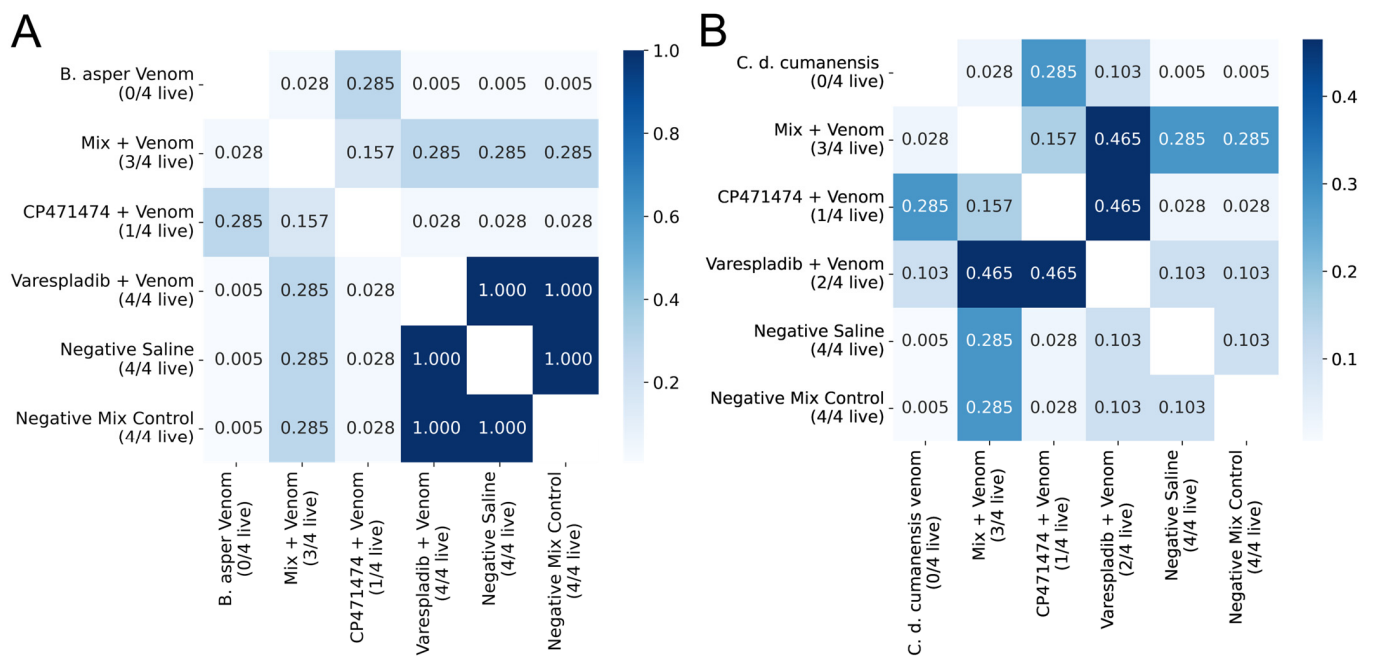 A
B. asper Venom
(0/4 live)
0.028 0.285 0.005 0.005 0.005
Mix + Venom
(3/4 live)
0.028 0.157 0.285 0.285 0.285
CP471474 + Venom
(1/4 live)
0.285 0.157 0.028 0.028 0.028
Varespladib + Venom
(4/4 live)
0.005 0.285 0.028 1.000 1.000
Negative Saline
(4/4 live)
0.005 0.285 0.028 1.000 1.000
Negative Mix Control
(4/4 live)
0.005 0.285 0.028 1.000 1.000
B. asper Venom
(0/4 live)
Mix + Venom
(3/4 live)
CP471474 + Venom
(1/4 live)
Varespladib + Venom
(4/4 live)
Negative Saline
(4/4 live)
Negative Mix Control
(4/4 live)
1.0
0.8
0.6
0.4
0.2
B
C. d. cumanensis
(0/4 live)
0.028 0.285 0.103 0.005 0.005
Mix + Venom
(3/4 live)
0.028 0.157 0.465 0.285 0.285
CP471474 + Venom
(1/4 live)
0.285 0.157 0.465 0.028 0.028
Varespladib + Venom
(2/4 live)
0.103 0.465 0.465 0.103 0.103
Negative Saline
(4/4 live)
0.005 0.285 0.028 0.103 0.103
Negative Mix Control
(4/4 live)
0.005 0.285 0.028 0.103 0.103
C. d. cumanensis venom
(0/4 live)
Mix + Venom
(3/4 live)
CP471474 + Venom
(1/4 live)
Varespladib + Venom
(2/4 live)
Negative Saline
(4/4 live)
Negative Mix Control
(4/4 live)
0.4
0.3
0.2
0.1